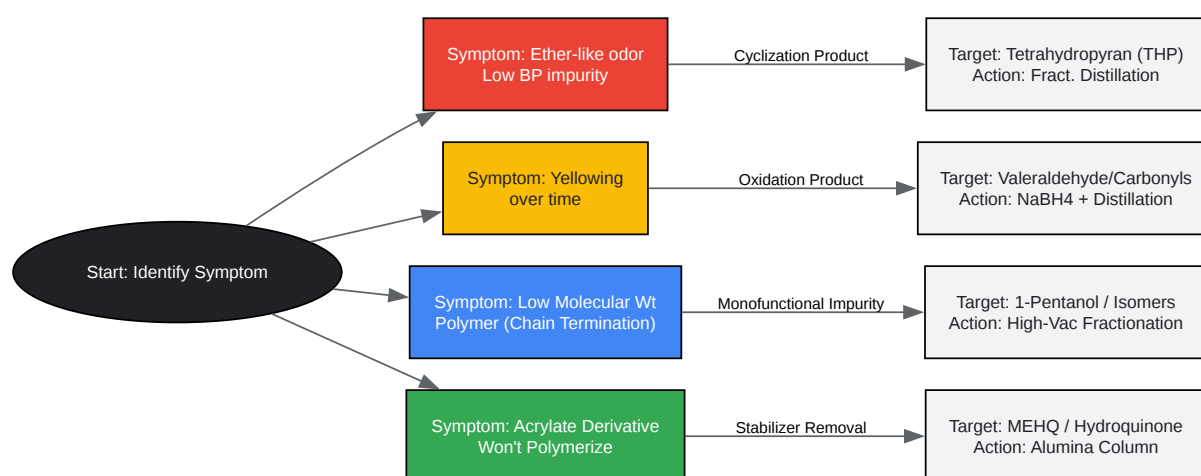 Symptom: Ether-like odor
Low BP impurity
Cyclization Product
Target: Tetrahydropyran (THP)
Action: Fract. Distillation
Symptom: Yellowing
over time
Oxidation Product
Target: Valeraldehyde/Carbonyls
Action: NaBH4 + Distillation
Start: Identify Symptom
Symptom: Low Molecular Wt
Polymer (Chain Termination)
Monofunctional Impurity
Target: 1-Pentanol / Isomers
Action: High-Vac Fractionation
Symptom: Acrylate Derivative
Won't Polymerize
Stabilizer Removal
Target: MEHQ / Hydroquinone
Action: Alumina Column